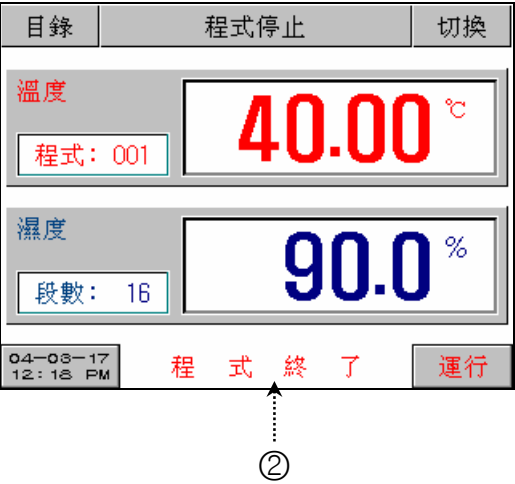 目錄 程式停止 切換
溫度
40.00 ℃
程式： 001
濕度
90.0 %
段數： 16
04-03-17
12:18 PM
程 式 終 了
運行
②